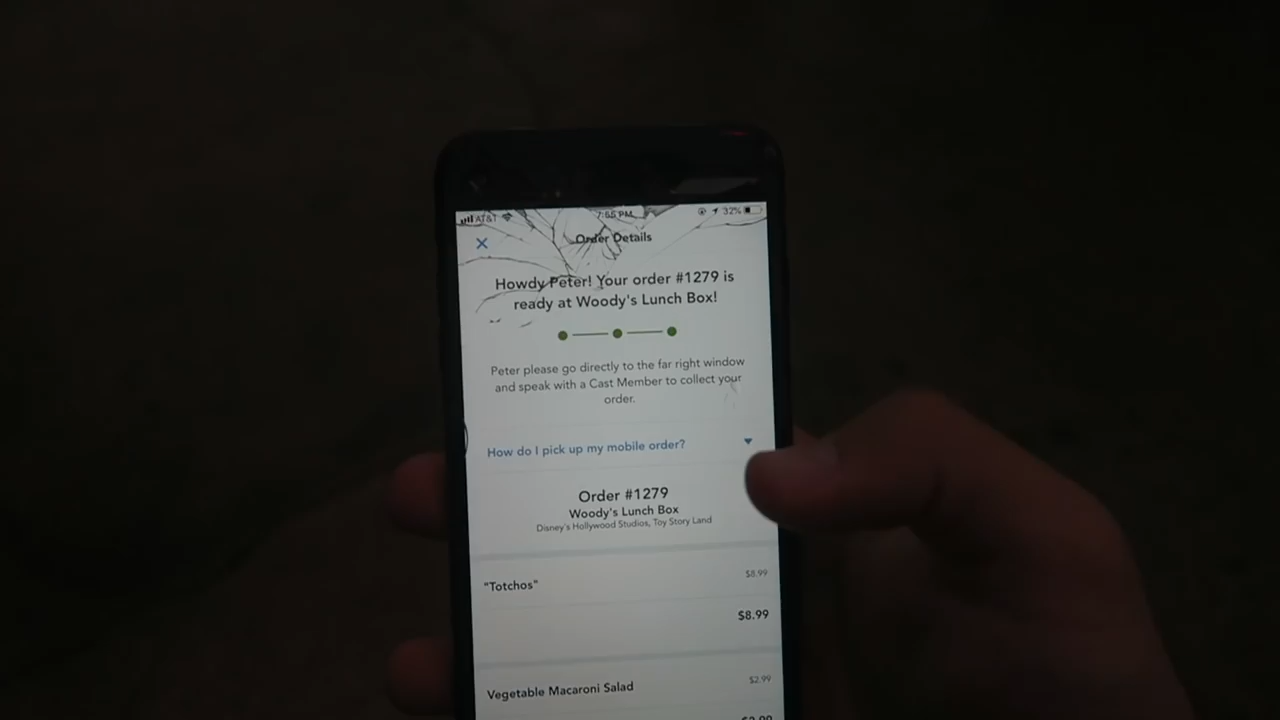 AT&T 7:55 PM 32%
Order Details
Howdy Peter! Your order #1279 is
ready at Woody's Lunch Box!
Peter please go directly to the far right window
and speak with a Cast Member to collect your
order.
How do I pick up my mobile order?
Order #1279
Woody's Lunch Box
Disney's Hollywood Studios, Toy Story Land
"Totchos" $8.99
$8.99
Vegetable Macaroni Salad $2.99